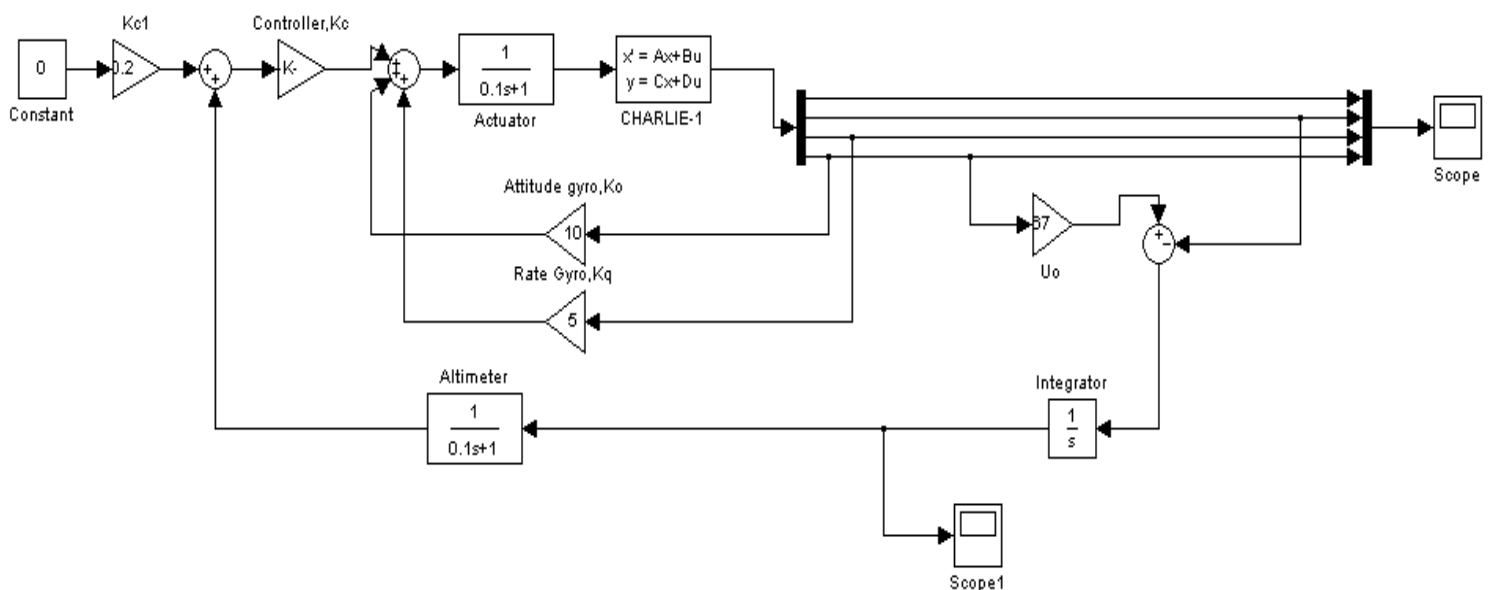 Kc1
Controller,Kc
0
0.2
K-
1
0.1s+1
x' = Ax+Bu
y = Cx+Du
Constant
Actuator
CHARLIE-1
Scope
Attitude gyro,Ko
10
67
Uo
Rate Gyro,Kq
5
Altimeter
1
0.1s+1
Integrator
1
s
Scope1